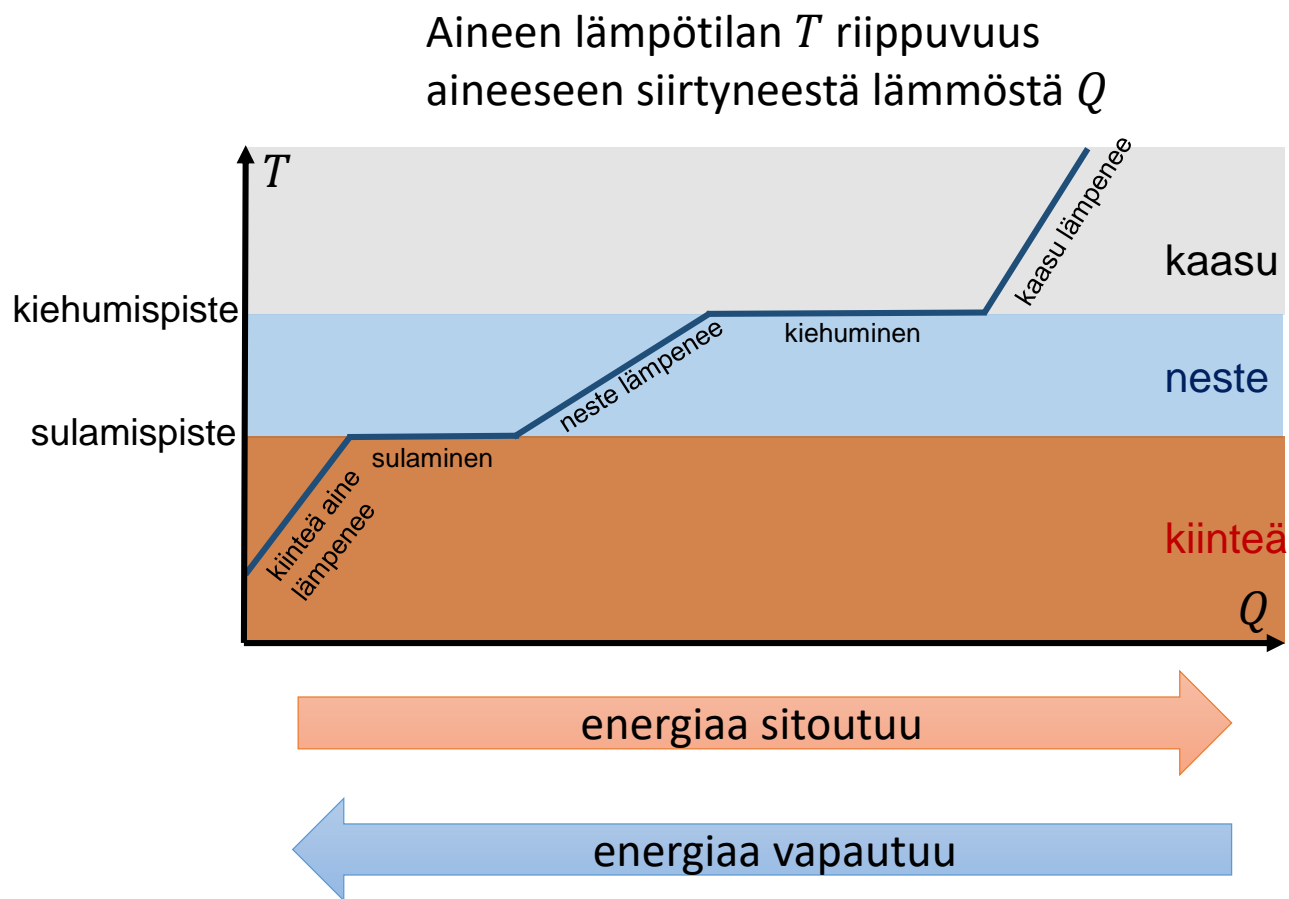 Aineen lämpötilan T riippuvuus
aineeseen siirtyneestä lämmöstä Q
T
kaasu lämpenee
kaasu
kiehumispiste
kiehuminen
neste lämpenee
neste
sulamispiste
sulaminen
kiinteä aine
lämpenee
kiinteä
Q
energiaa sitoutuu
energiaa vapautuu